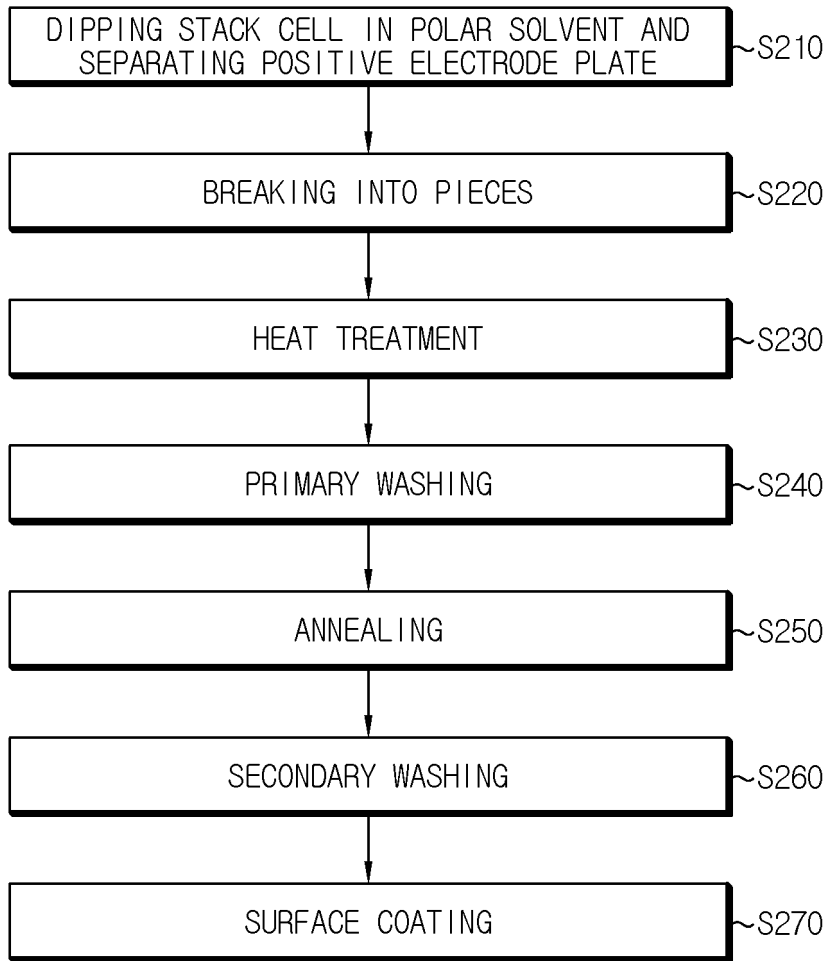 DIPPING STACK CELL IN POLAR SOLVENT AND
SEPARATING POSITIVE ELECTRODE PLATE
~S210
BREAKING INTO PIECES
~S220
HEAT TREATMENT
~S230
PRIMARY WASHING
~S240
ANNEALING
~S250
SECONDARY WASHING
~S260
SURFACE COATING
~S270